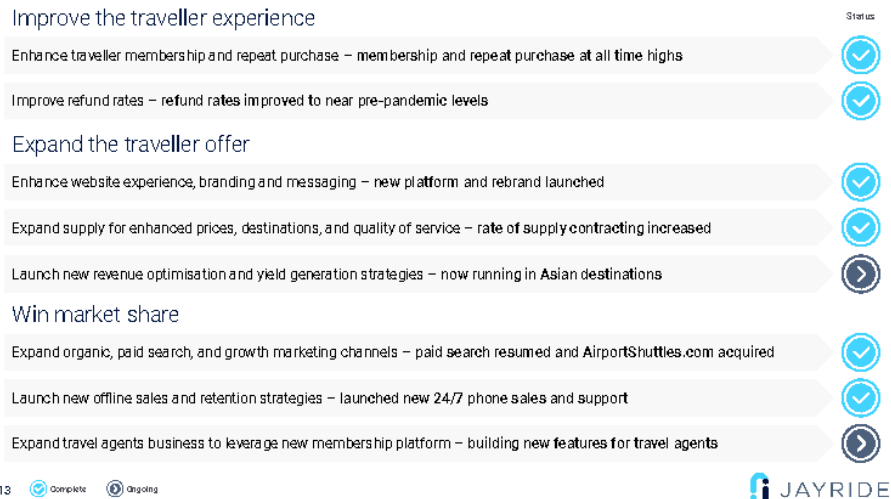 Improve the traveller experience
Status
Enhance traveller membership and repeat purchase – membership and repeat purchase at all time highs
Improve refund rates – refund rates improved to near pre-pandemic levels
Expand the traveller offer
Enhance website experience, branding and messaging – new platform and rebrand launched
Expand supply for enhanced prices, destinations, and quality of service – rate of supply contracting increased
Launch new revenue optimisation and yield generation strategies – now running in Asian destinations
Win market share
Expand organic, paid search, and growth marketing channels – paid search resumed and AirportShuttles.com acquired
Launch new offline sales and retention strategies – launched new 24/7 phone sales and support
Expand travel agents business to leverage new membership platform – building new features for travel agents
13 Complete Ongoing
JAYRIDE